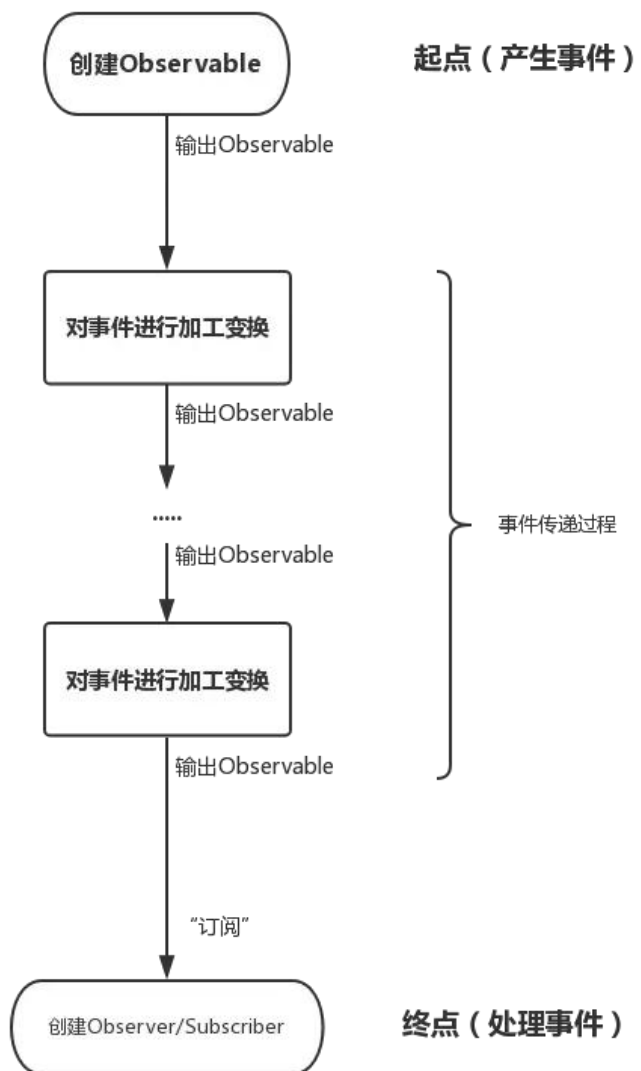 创建Observable
起点（产生事件）
输出Observable
对事件进行加工变换
输出Observable
.....
事件传递过程
输出Observable
对事件进行加工变换
输出Observable
“订阅”
创建Observer/Subscriber
终点（处理事件）